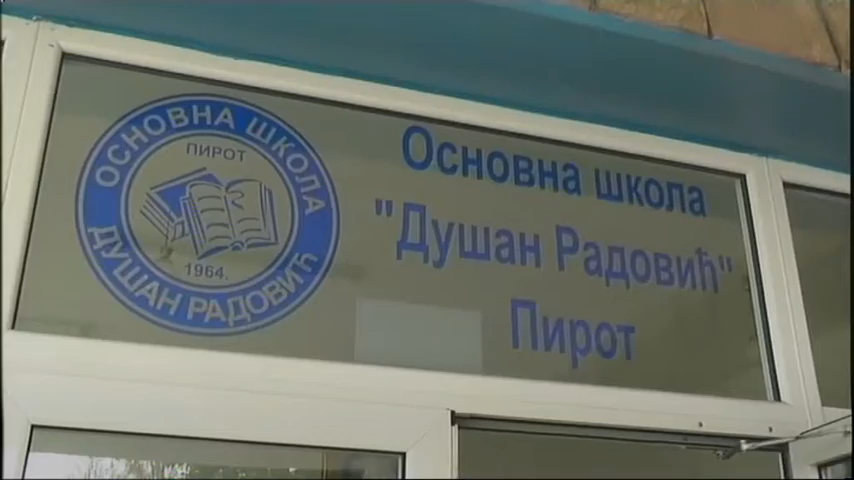 ОСНОВНА ШКОЛА
ПИРОТ
1964.
ДУШАН РАДОВИЋ
Основна школа
"Душан Радовић"
Пирот